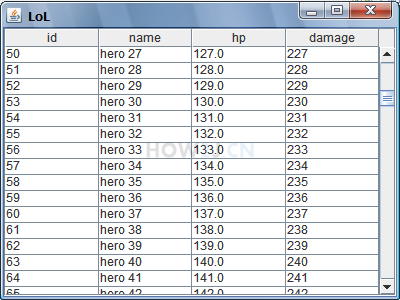 LoL
id name hp damage
50 hero 27 127.0 227
51 hero 28 128.0 228
52 hero 29 129.0 229
53 hero 30 130.0 230
54 hero 31 131.0 231
55 hero 32 132.0 232
56 hero 33 133.0 233
57 hero 34 134.0 234
58 hero 35 135.0 235
59 hero 36 136.0 236
60 hero 37 137.0 237
61 hero 38 138.0 238
62 hero 39 139.0 239
63 hero 40 140.0 240
64 hero 41 141.0 241
65 hero 42 142.0 242